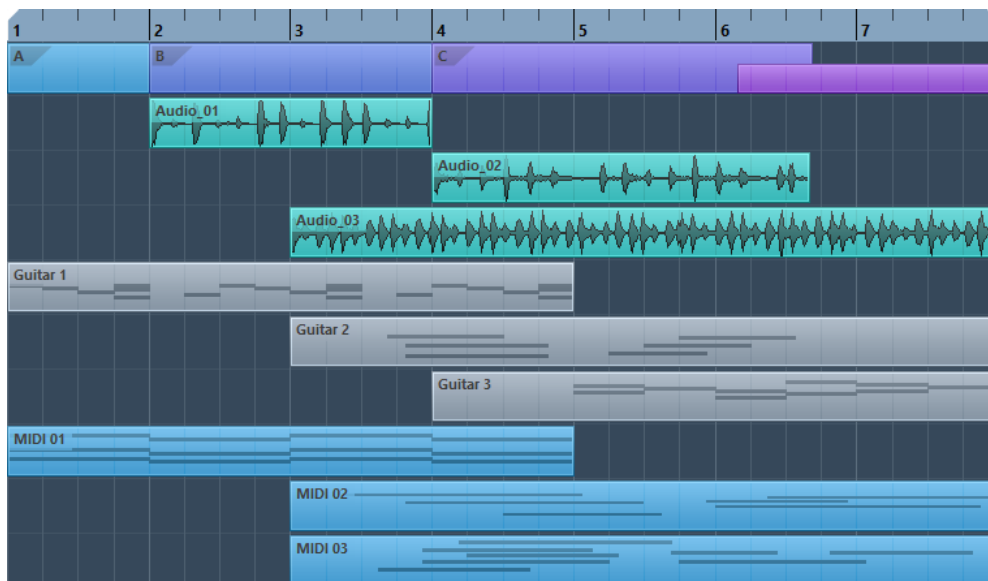 1 2 3 4 5 6 7
A B C
Audio_01
Audio_02
Audio_03
Guitar 1
Guitar 2
Guitar 3
MIDI 01
MIDI 02
MIDI 03